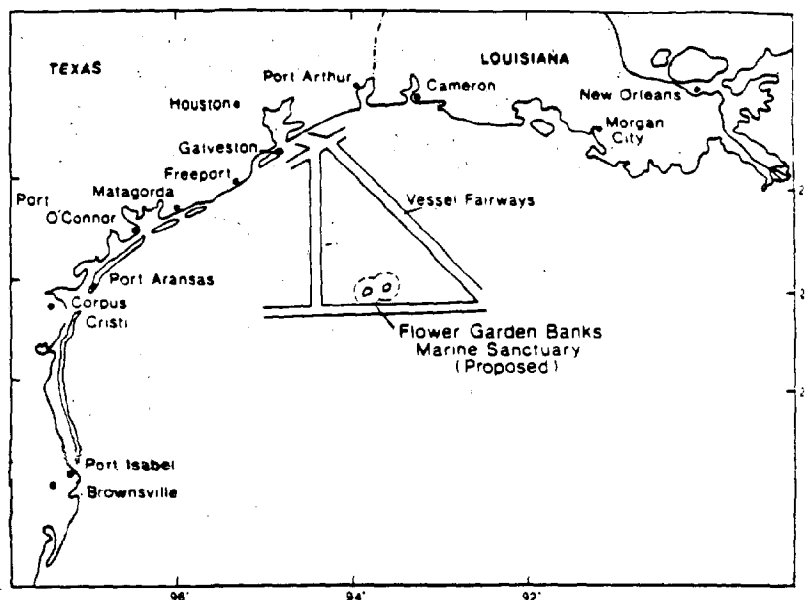 TEXAS
LOUISIANA
Port Arthur
Cameron
Houston
New Orleans
Morgan
City
Galveston
Freeport
Matagorda
Port
O'Connor
Vessel Fairways
Port Aransas
Corpus
Cristi
Flower Garden Banks
Marine Sanctuary
(Proposed)
Port Isabel
Brownsville
96°
94°
92°